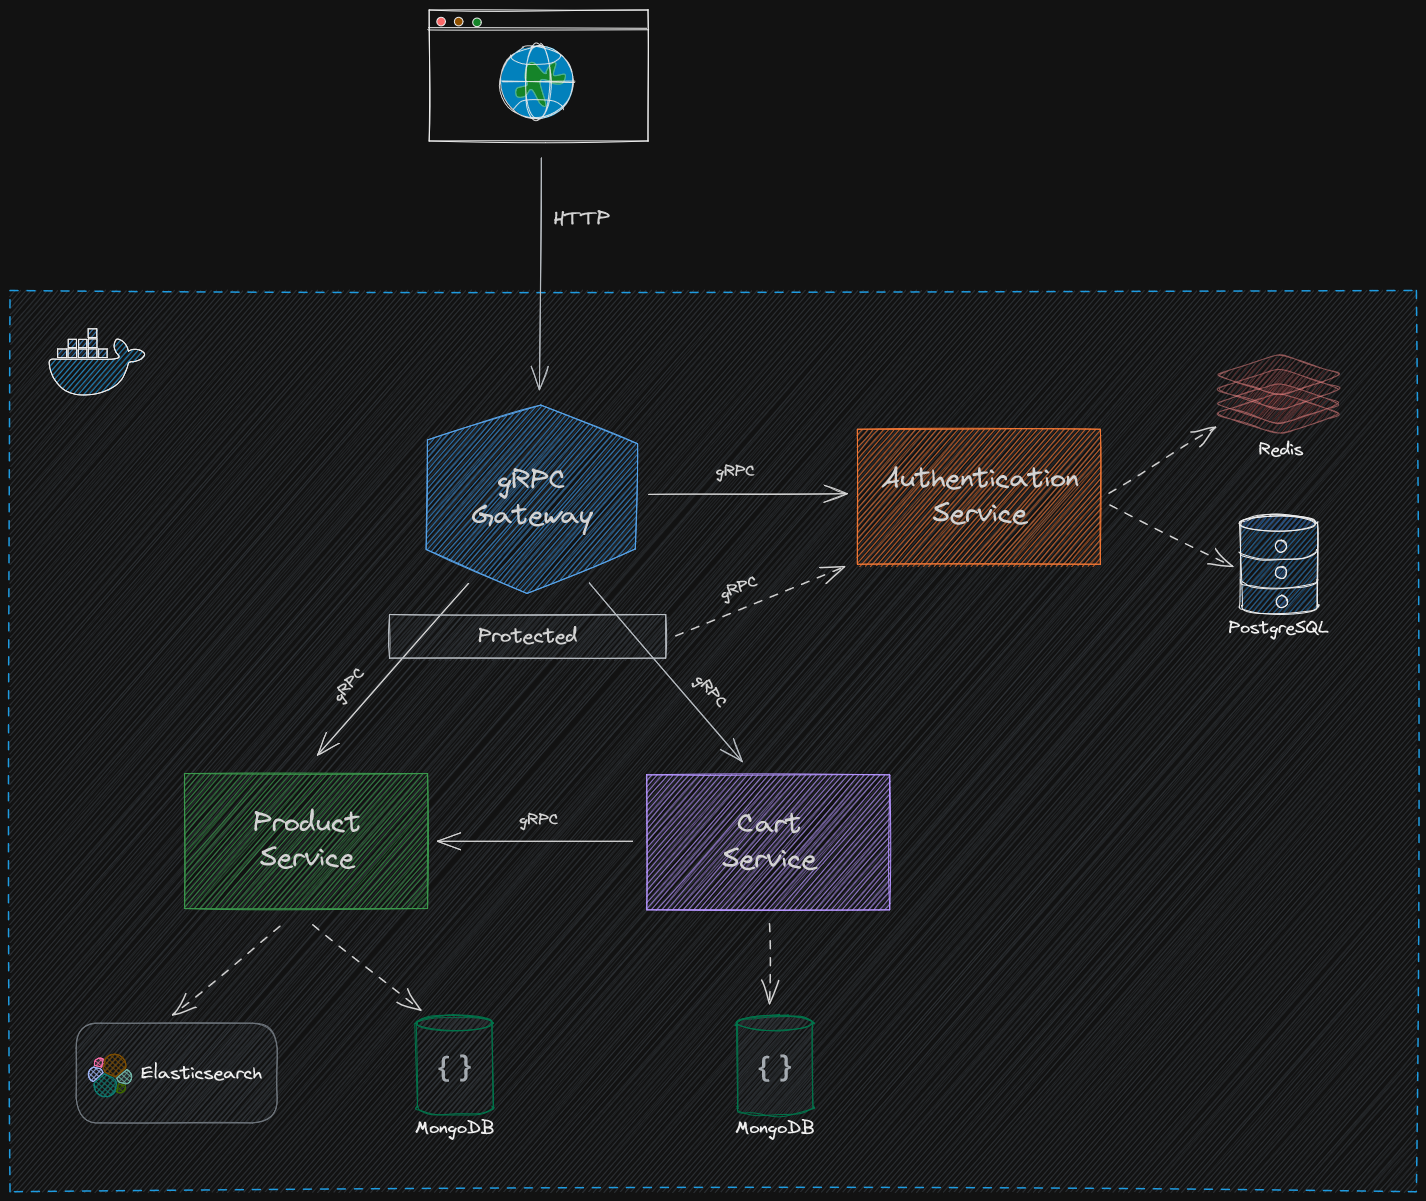 HTTP
gRPC
Gateway
gRPC
Authentication
Service
Redis
PostgreSQL
Protected
gRPC
gRPC
gRPC
Product
Service
gRPC
Cart
Service
Elasticsearch
{ }
MongoDB
{ }
MongoDB